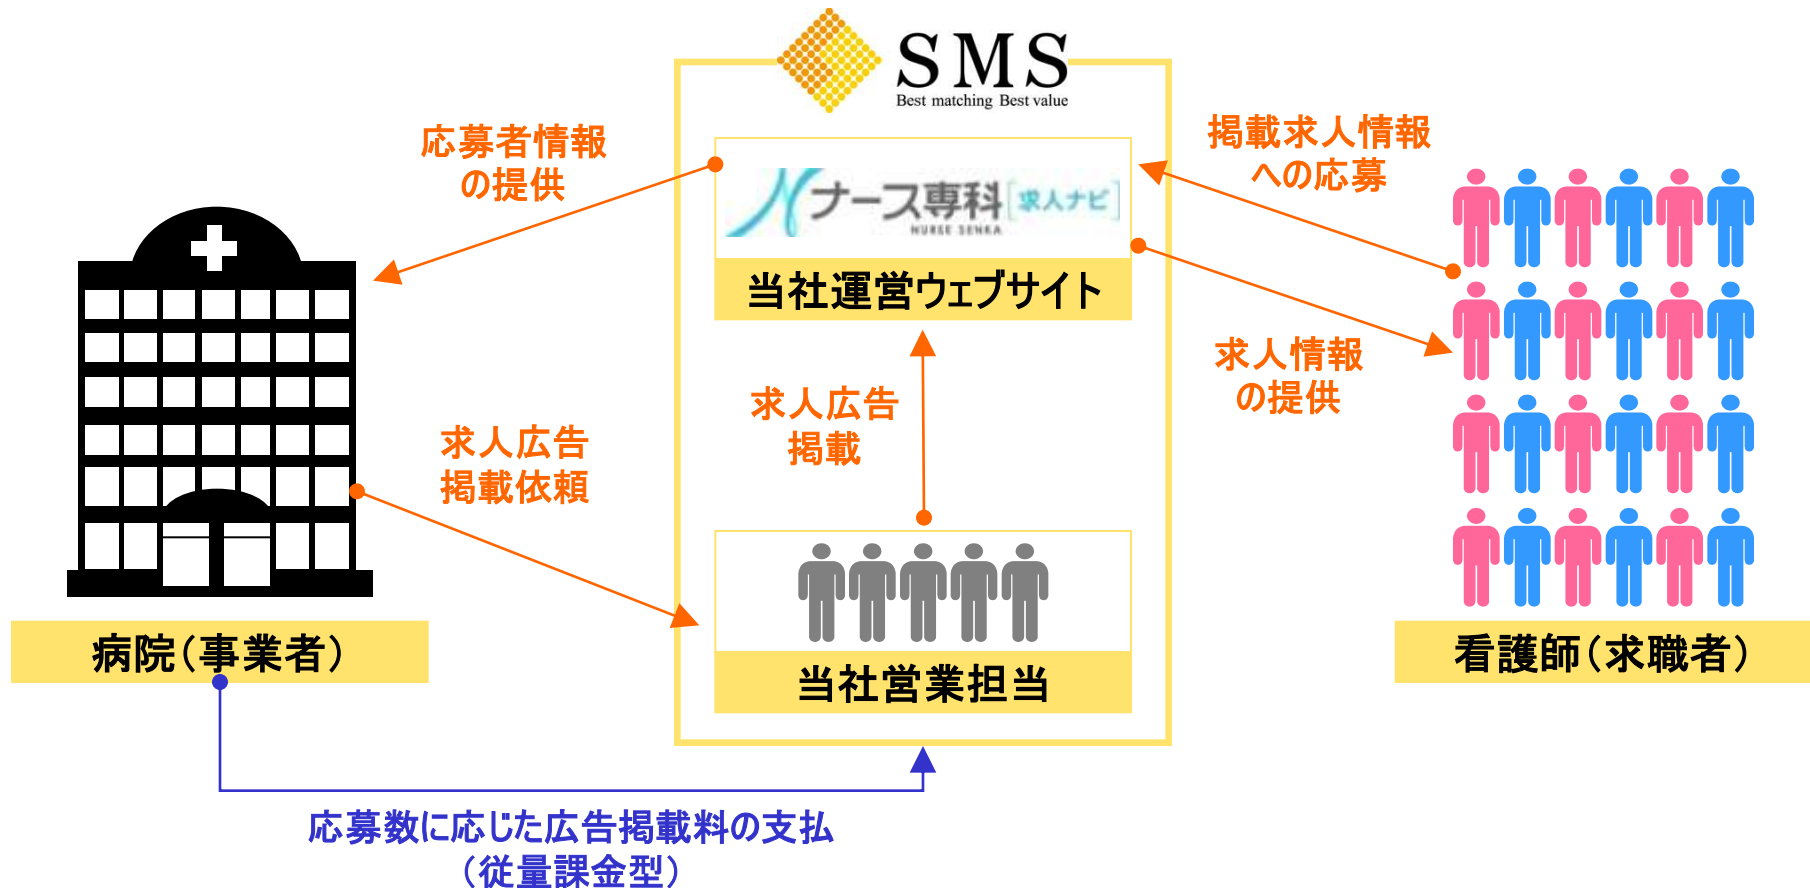 SMS
Best matching Best value
応募者情報
の提供
掲載求人情報
への応募
ナース専科[求人ナビ]
NURSE SENKA
当社運営ウェブサイト
求人情報
の提供
求人広告
掲載
求人広告
掲載依頼
病院(事業者)
当社営業担当
看護師(求職者)
応募数に応じた広告掲載料の支払
(従量課金型)